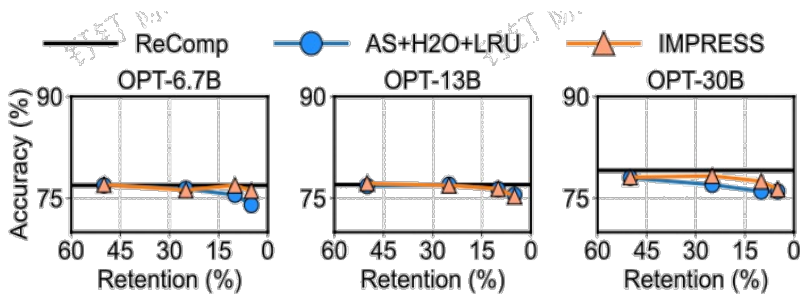 ReComp AS+H2O+LRU IMPRESS
OPT-6.7B OPT-13B OPT-30B
Accuracy (%)
90 90 90
75 75 75
60 45 30 15 0 60 45 30 15 0 60 45 30 15 0
Retention (%) Retention (%) Retention (%)